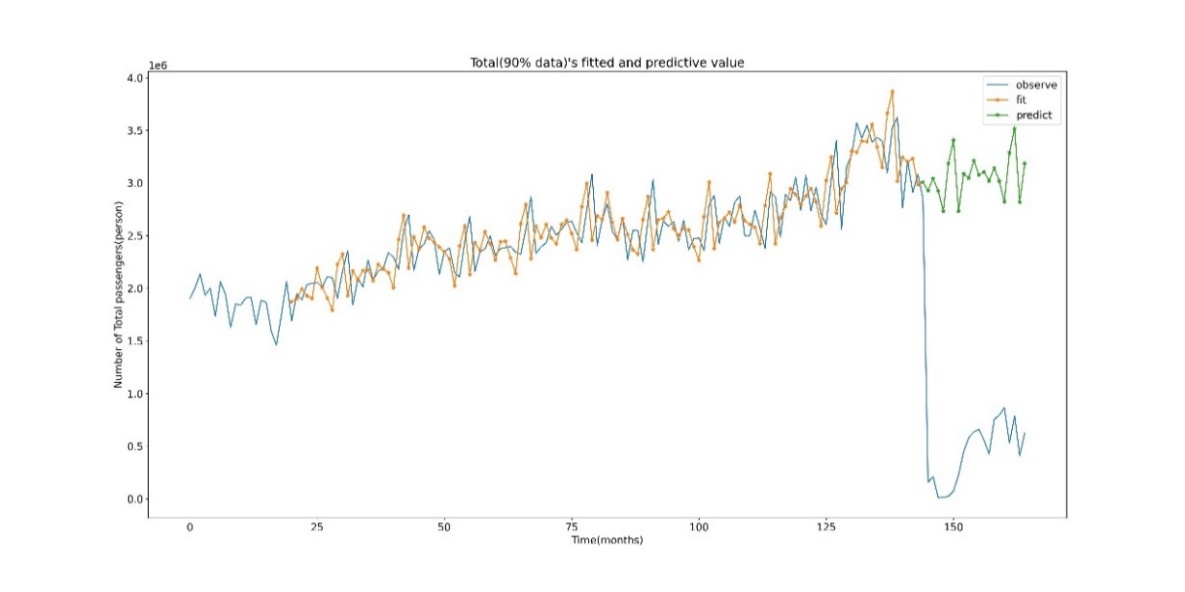 Total(90% data)'s fitted and predictive value
1e6
4.0
3.5
3.0
2.5
2.0
1.5
1.0
0.5
0.0
Number of Total passengers(person)
observe
fit
predict
0 25 50 75 100 125 150
Time(months)